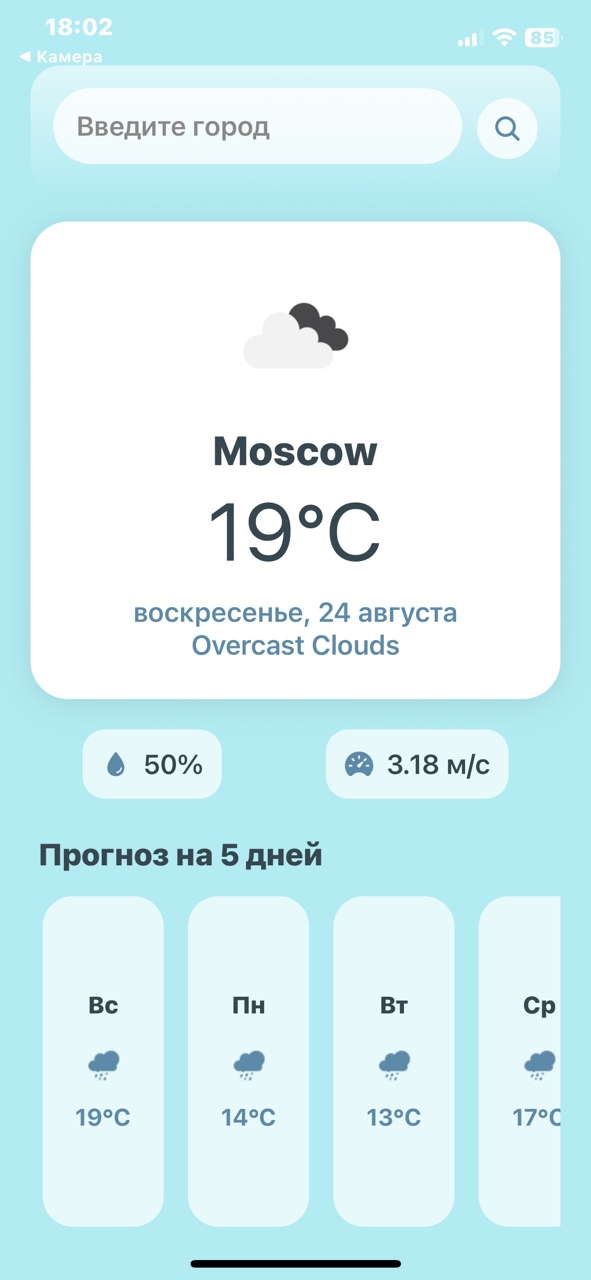 18:02
85
◀ Камера
Введите город
Moscow
19°C
воскресенье, 24 августа
Overcast Clouds
50%
3.18 м/с
Прогноз на 5 дней
Вс
Пн
Вт
Ср
19°C
14°C
13°C
17°C